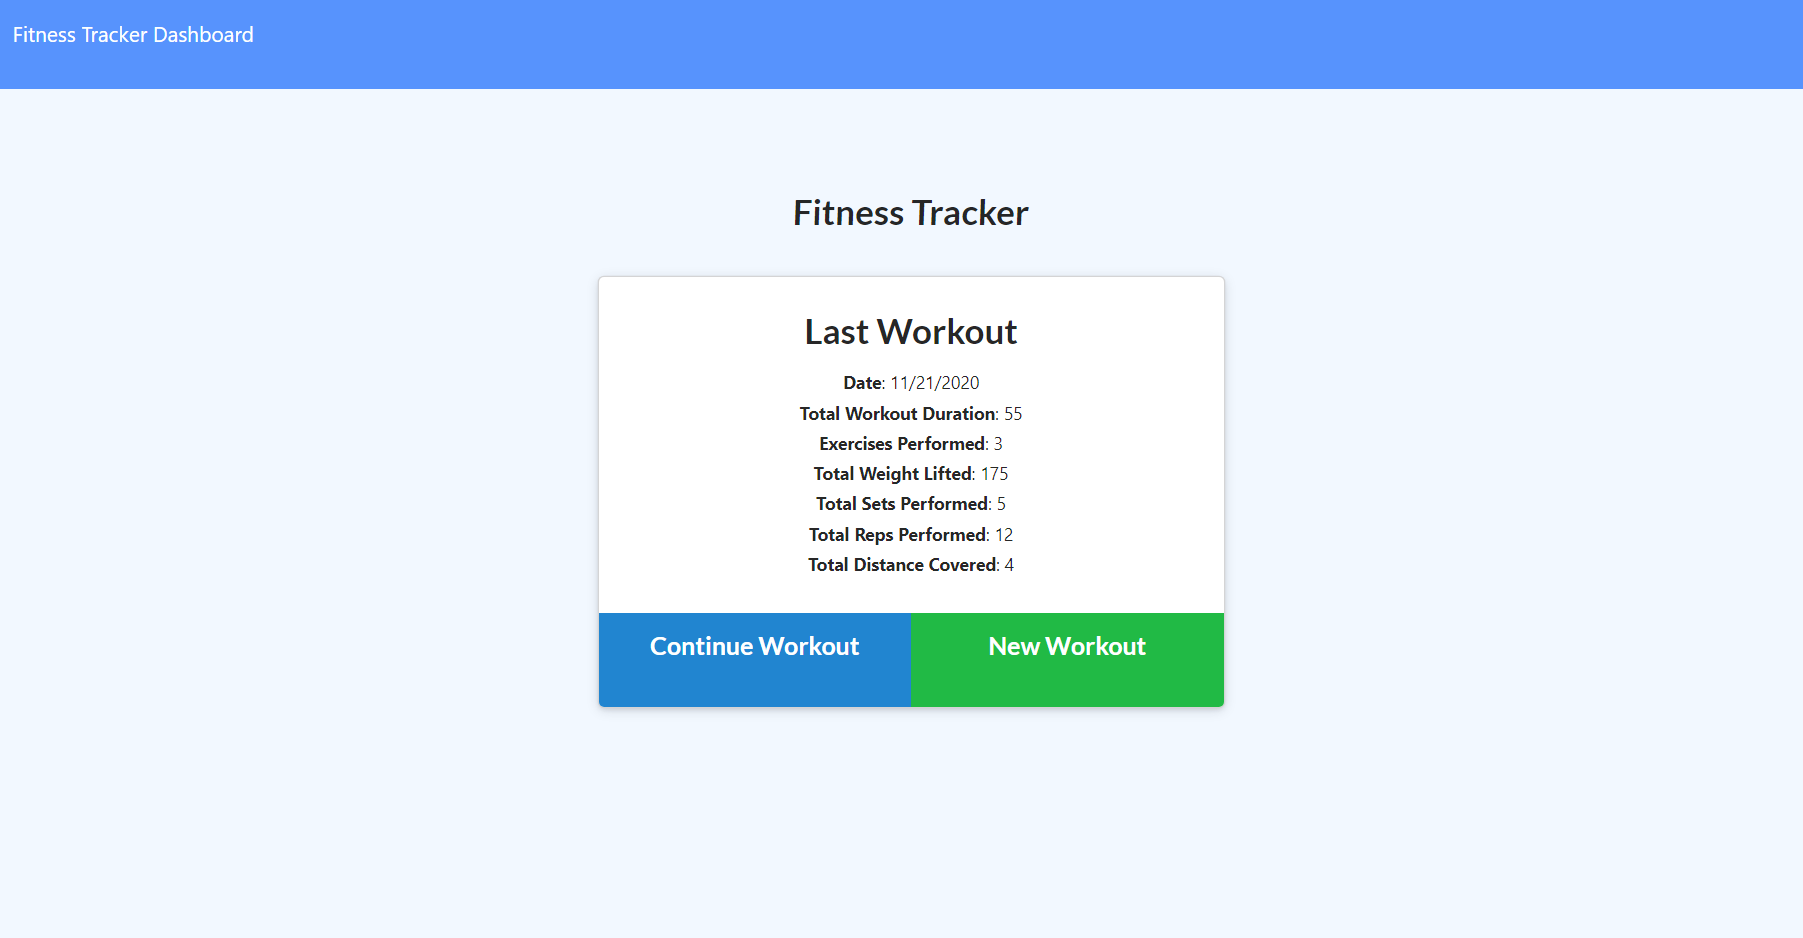 Fitness Tracker Dashboard
Fitness Tracker
Last Workout
Date: 11/21/2020
Total Workout Duration: 55
Exercises Performed: 3
Total Weight Lifted: 175
Total Sets Performed: 5
Total Reps Performed: 12
Total Distance Covered: 4
Continue Workout
New Workout